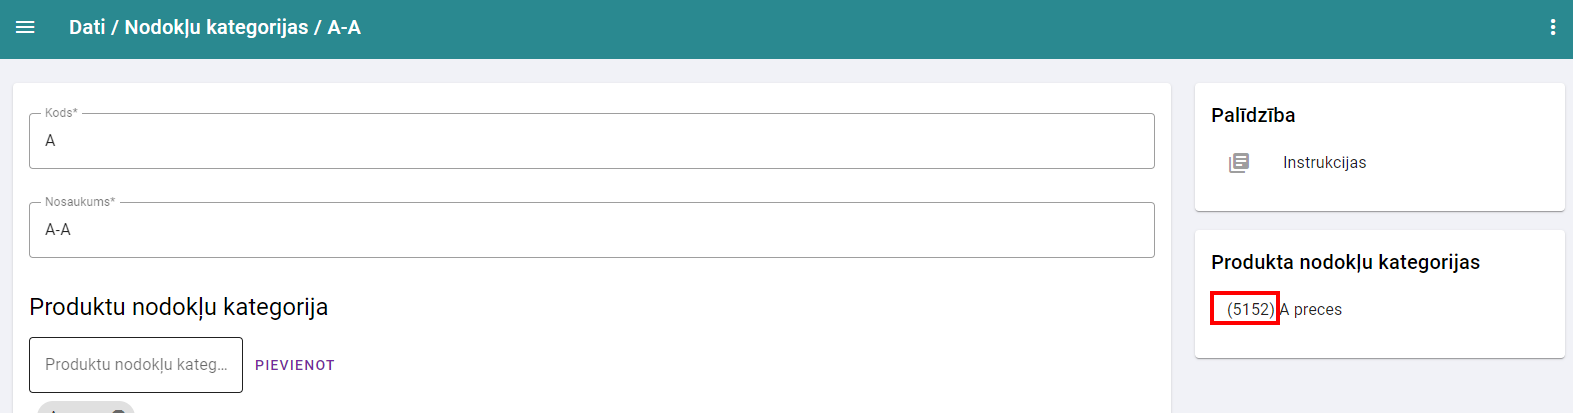 Dati / Nodokļu kategorijas / A-A
Kods*
A
Nosaukums*
A-A
Produktu nodokļu kategorija
Produktu nodokļu kateg...
PIEVIENOT
Palīdzība
Instrukcijas
Produkta nodokļu kategorijas
(5152) A preces